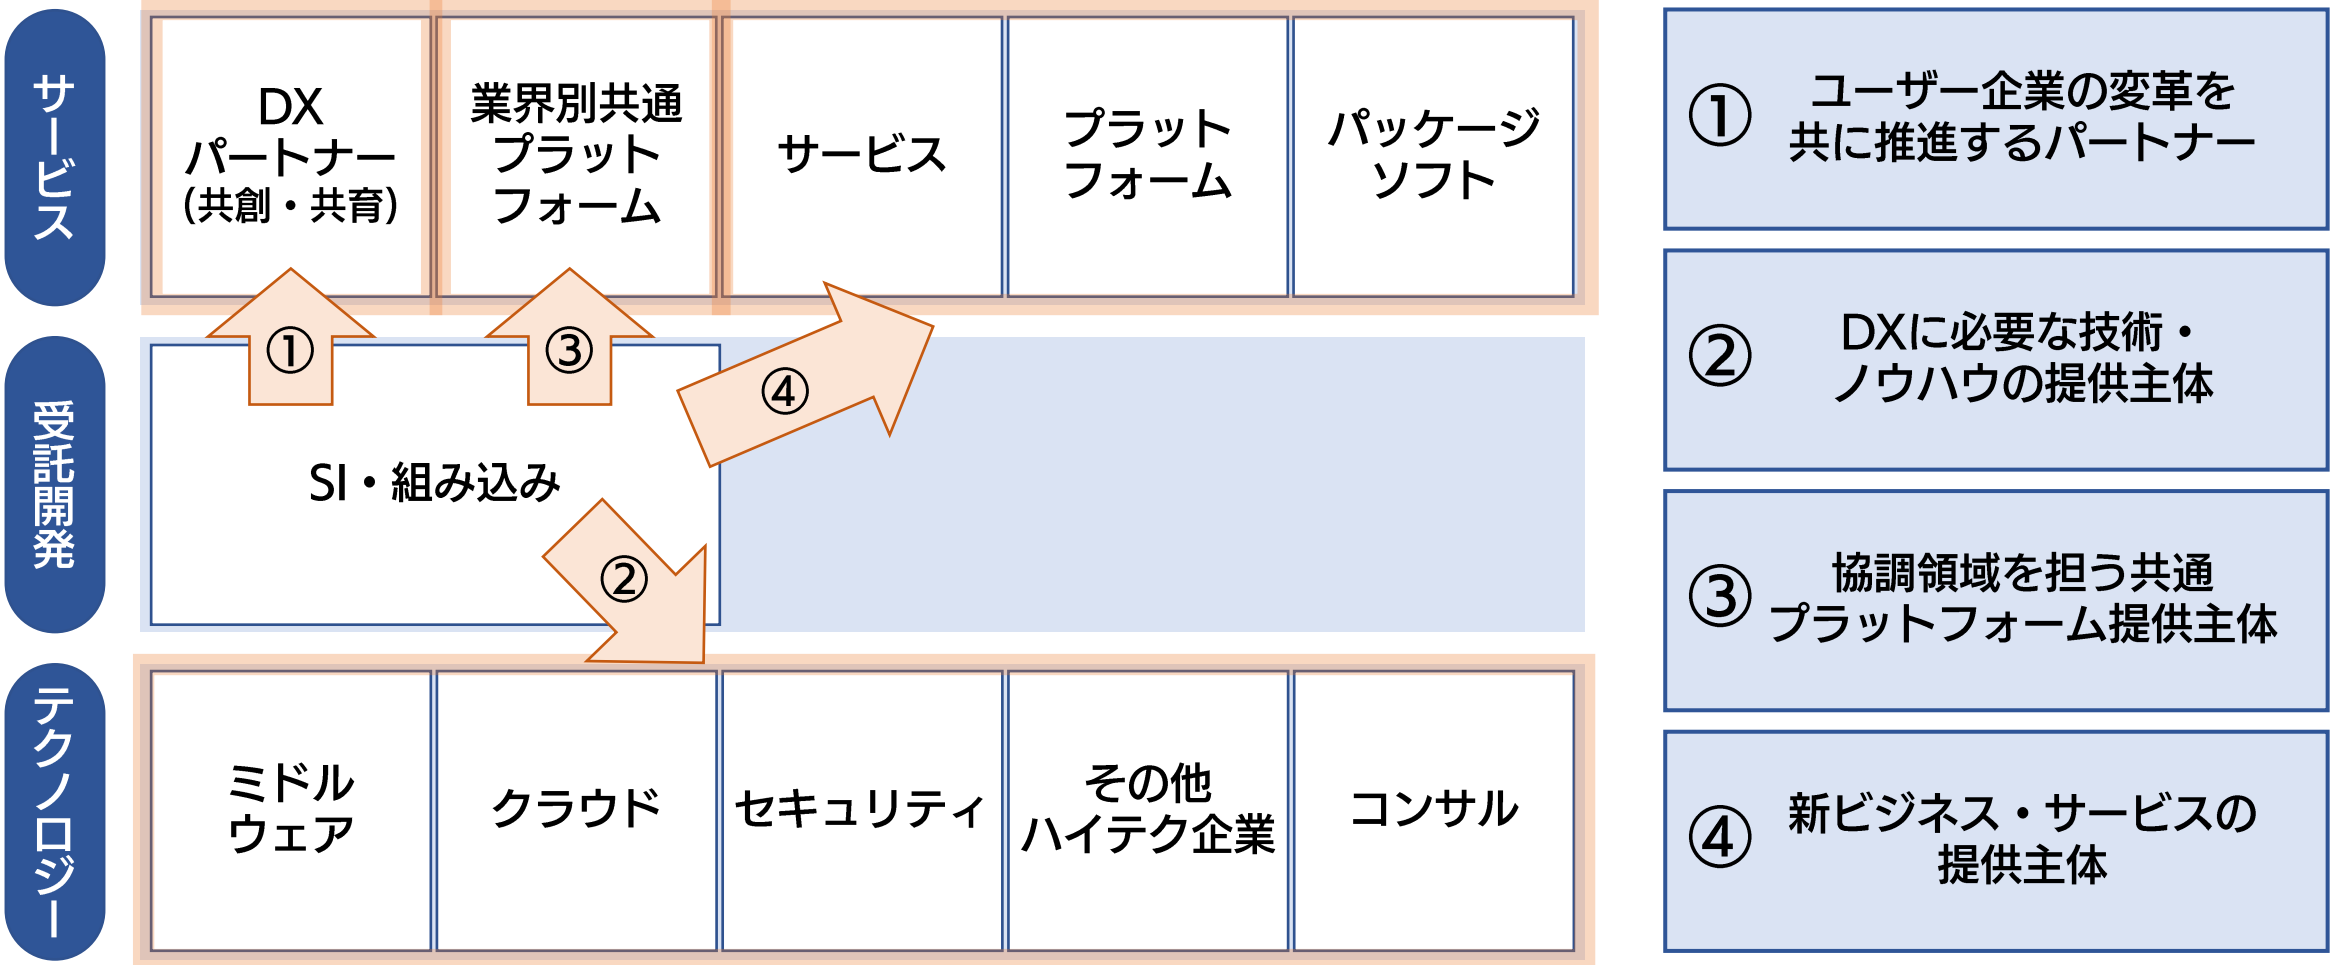 サービス
DX
パートナー
(共創・共育)
業界別共通
プラット
フォーム
サービス
プラット
フォーム
パッケージ
ソフト
①
③
④
受託開発
SI・組み込み
②
テクノロジー
ミドル
ウェア
クラウド
セキュリティ
その他
ハイテク企業
コンサル
①
ユーザー企業の変革を
共に推進するパートナー
②
DXに必要な技術・
ノウハウの提供主体
③
協調領域を担う共通
プラットフォーム提供主体
④
新ビジネス・サービスの
提供主体